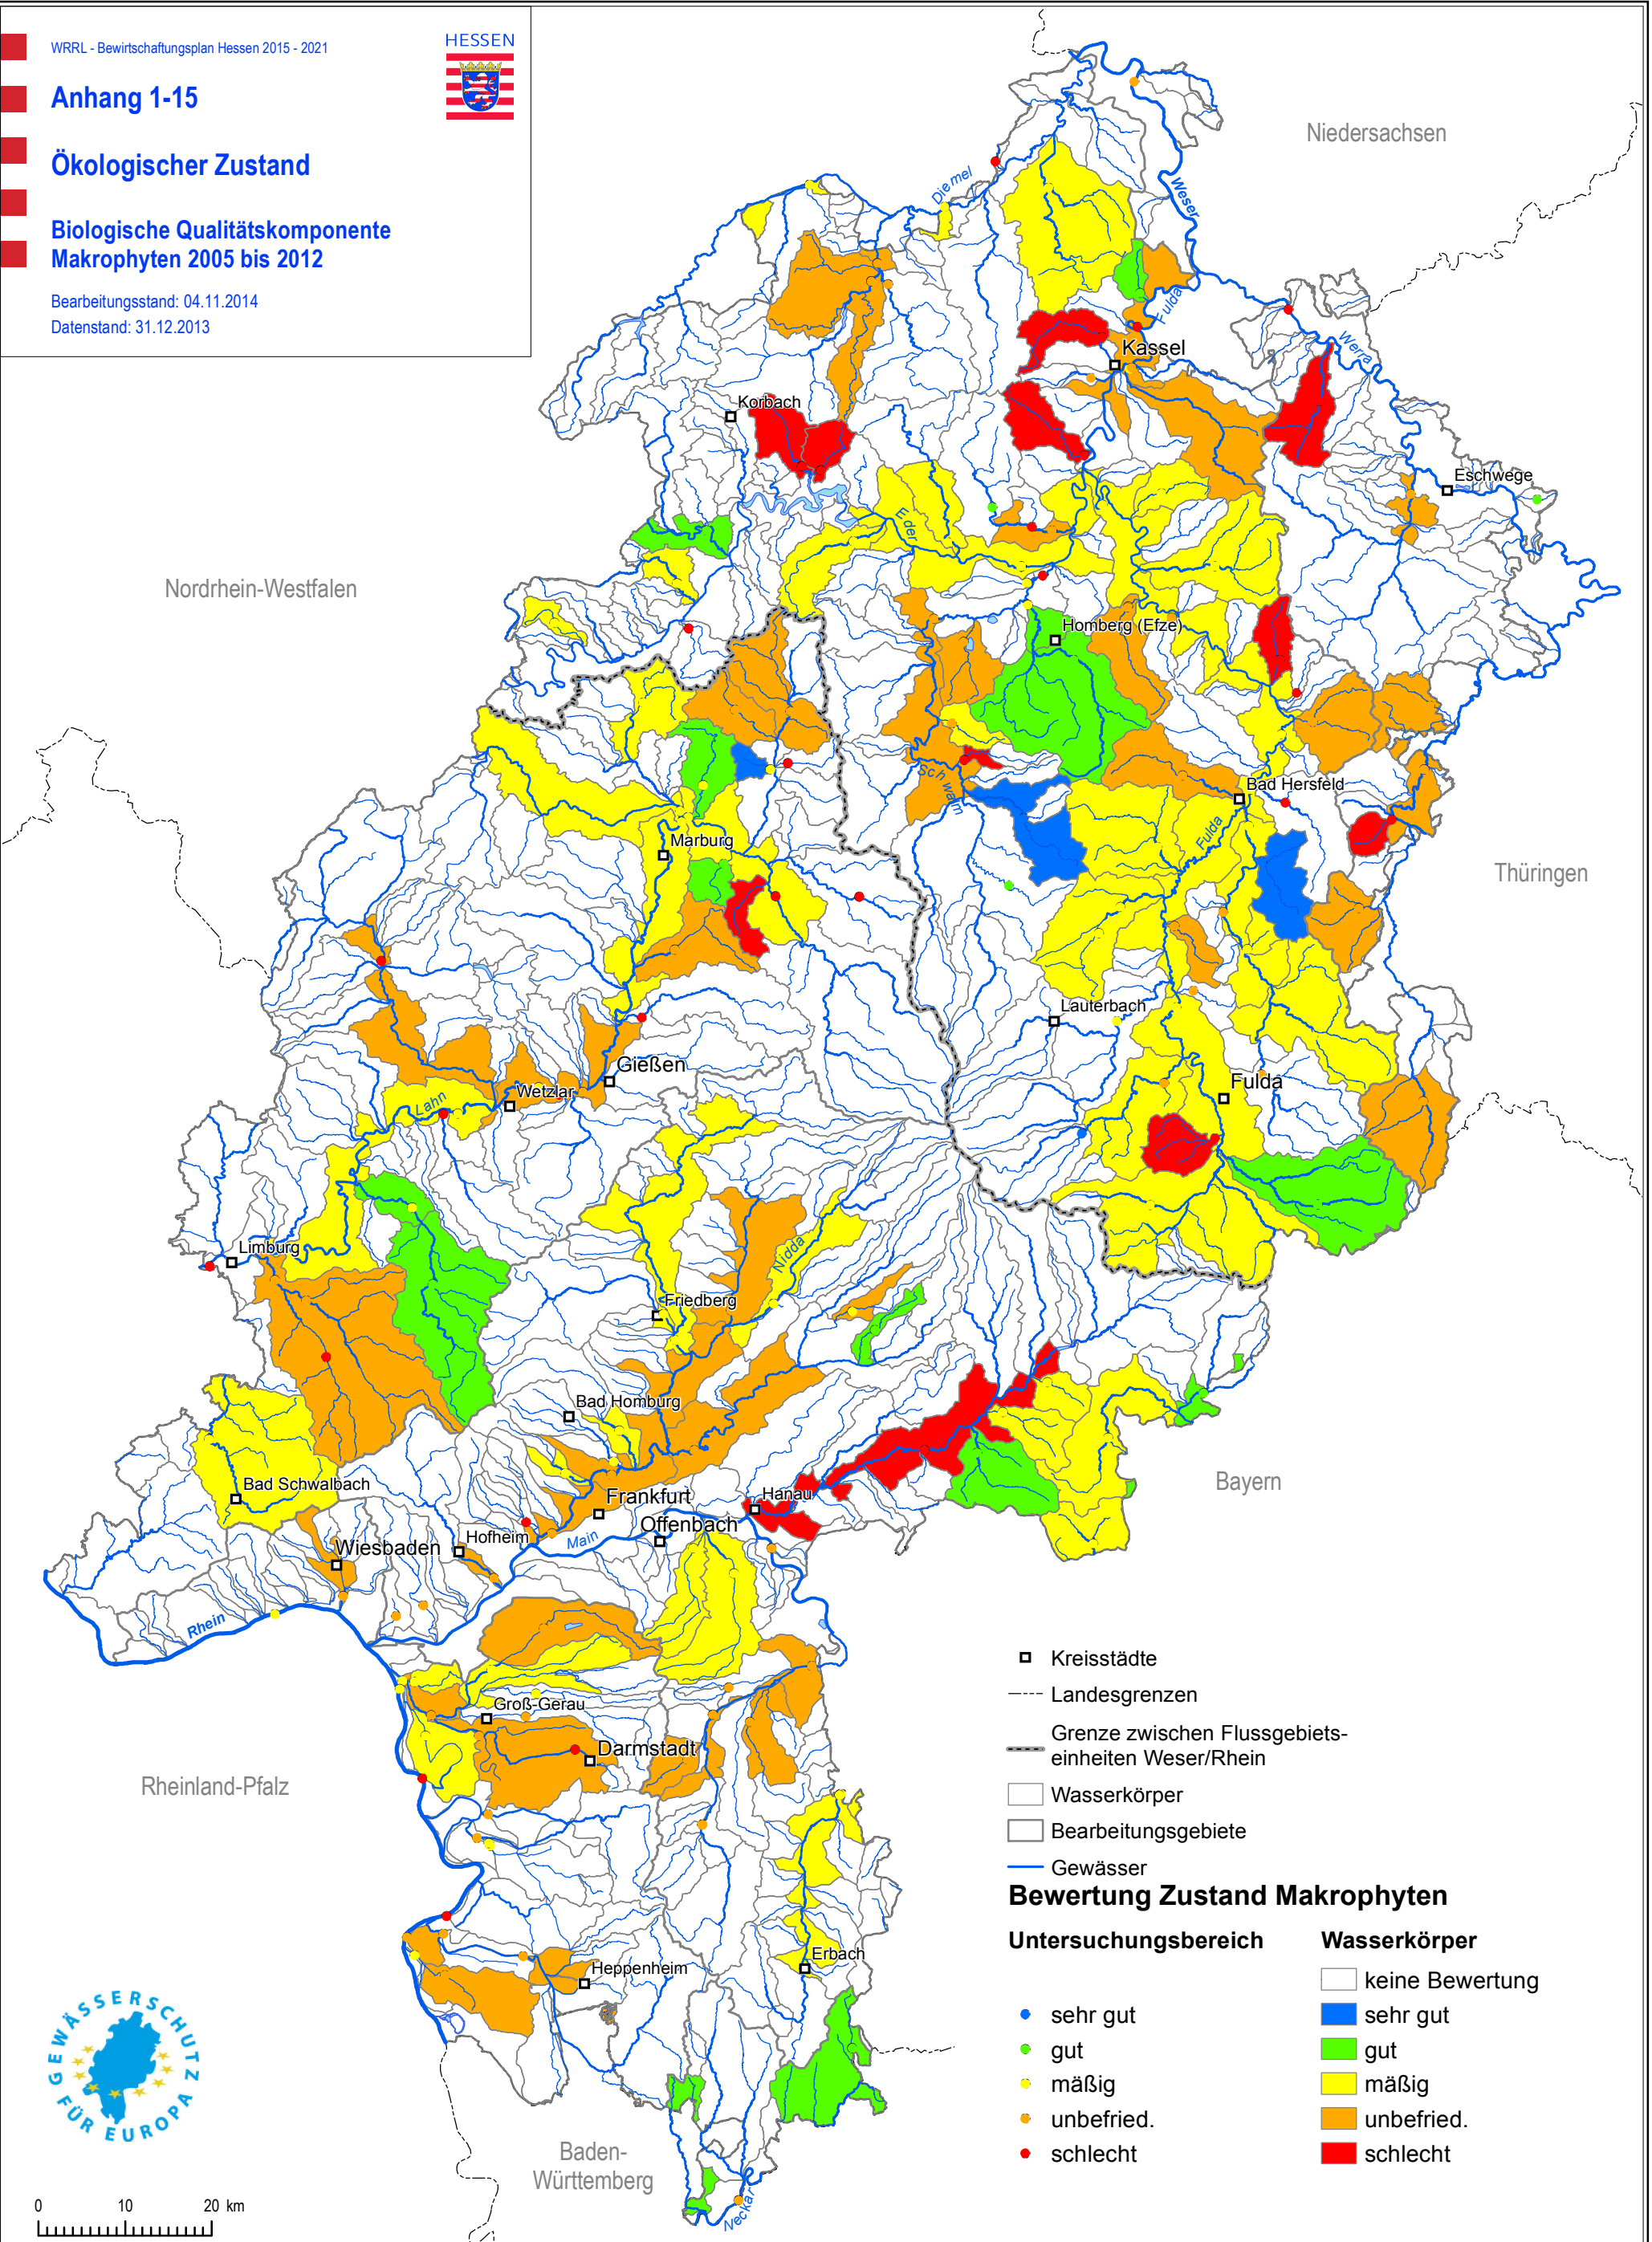 WRRL - Bewirtschaftungsplan Hessen 2015 - 2021
HESSEN
Anhang 1-15
Ökologischer Zustand
Biologische Qualitätskomponente
Makrophyten 2005 bis 2012
Bearbeitungsstand: 04.11.2014
Datenstand: 31.12.2013
Niedersachsen
Diemel
Weser
Fulda
Werra
Kassel
Korbach
Eschwege
Eder
Nordrhein-Westfalen
Homberg (Efze)
Schwalm
Bad Hersfeld
Fulda
Marburg
Thüringen
Lauterbach
Gießen
Fulda
Wetzlar
Lahn
Limburg
Nidda
Friedberg
Bad Homburg
Bayern
Bad Schwalbach
Hanau
Frankfurt
Offenbach
Hofheim
Main
Wiesbaden
Rhein
Groß-Gerau
Darmstadt
Rheinland-Pfalz
Erbach
Heppenheim
Baden-
Württemberg
Neckar
Kreisstädte
Landesgrenzen
Grenze zwischen Flussgebiets-
einheiten Weser/Rhein
Wasserkörper
Bearbeitungsgebiete
Gewässer
Bewertung Zustand Makrophyten
Untersuchungsbereich Wasserkörper
keine Bewertung
sehr gut sehr gut
gut gut
mäßig mäßig
unbefried. unbefried.
schlecht schlecht
GEWÄSSERSCHUTZ
FÜR EUROPA
0 10 20 km